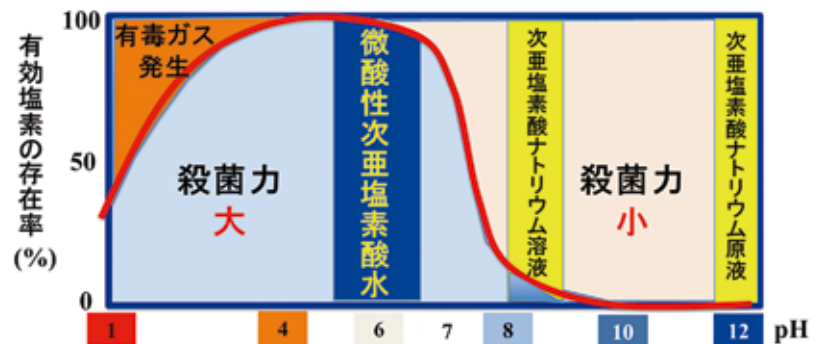 有効塩素の存在率
(%)
100
50
0
有毒ガス
発生
殺菌力
大
微酸性次亜塩素酸水
次亜塩素酸ナトリウム溶液
殺菌力
小
次亜塩素酸ナトリウム原液
1 4 6 7 8 10 12 pH